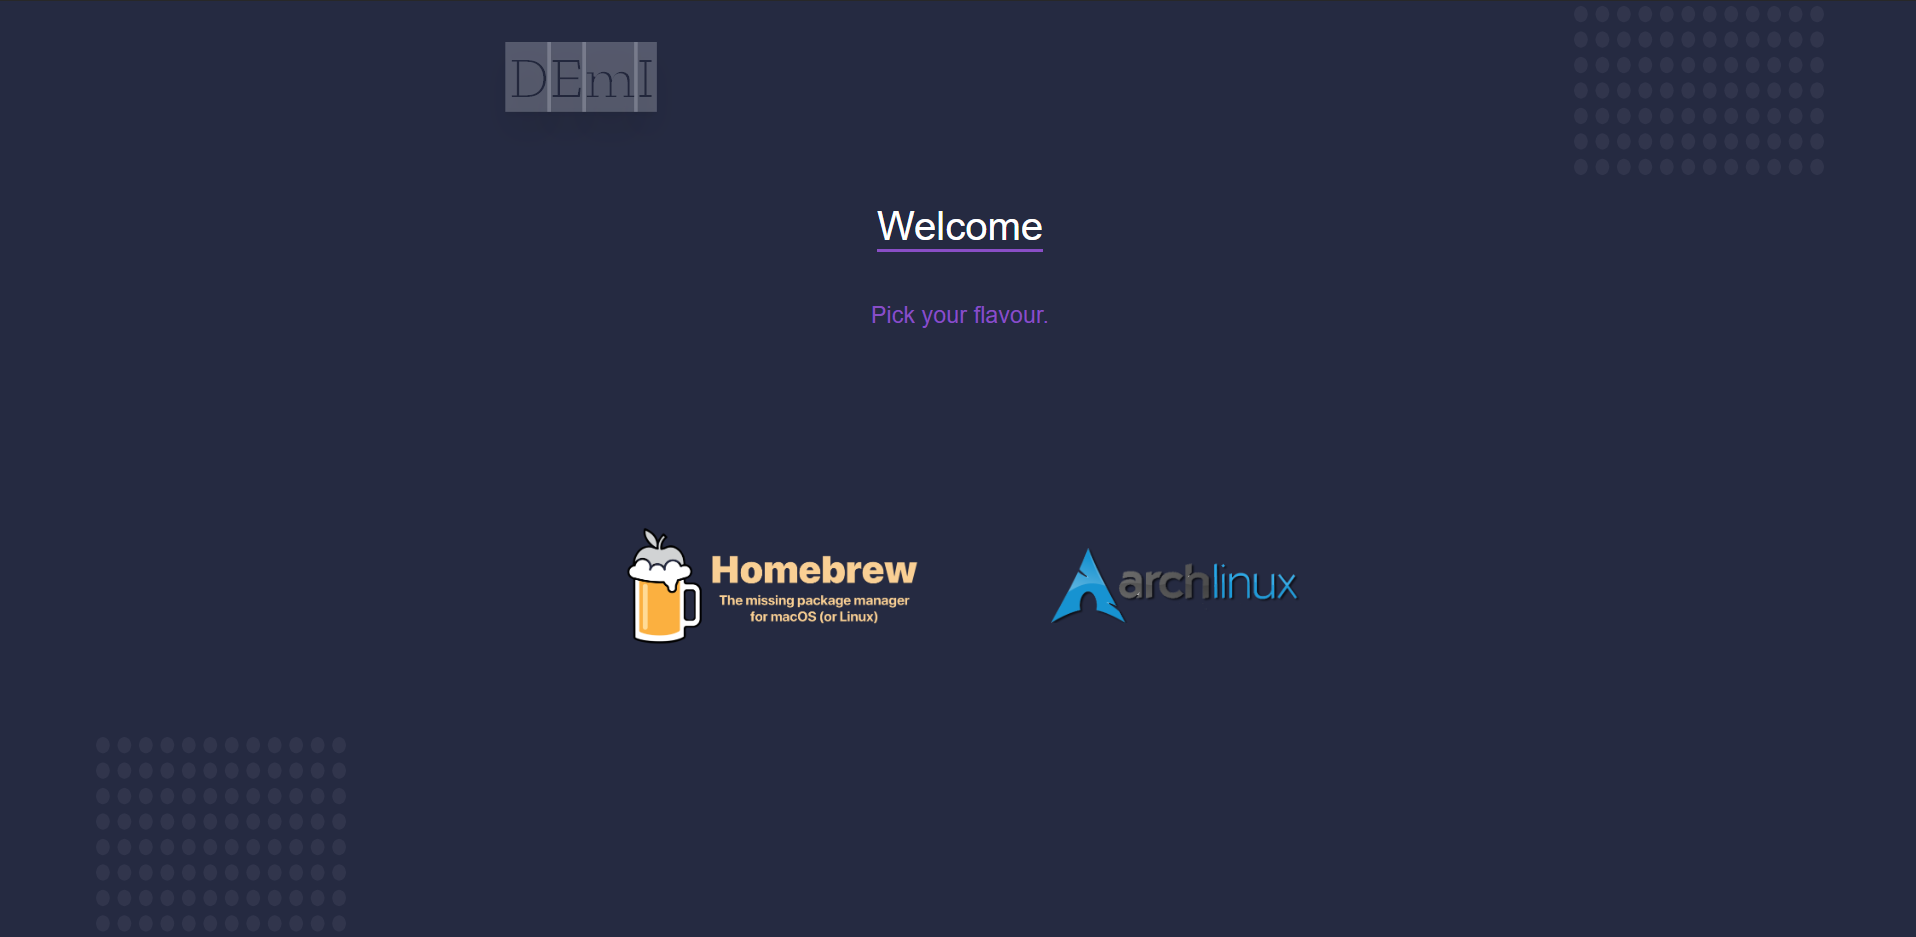 DEmI
Welcome
Pick your flavour.
Homebrew
The missing package manager
for macOS (or Linux)
archlinux